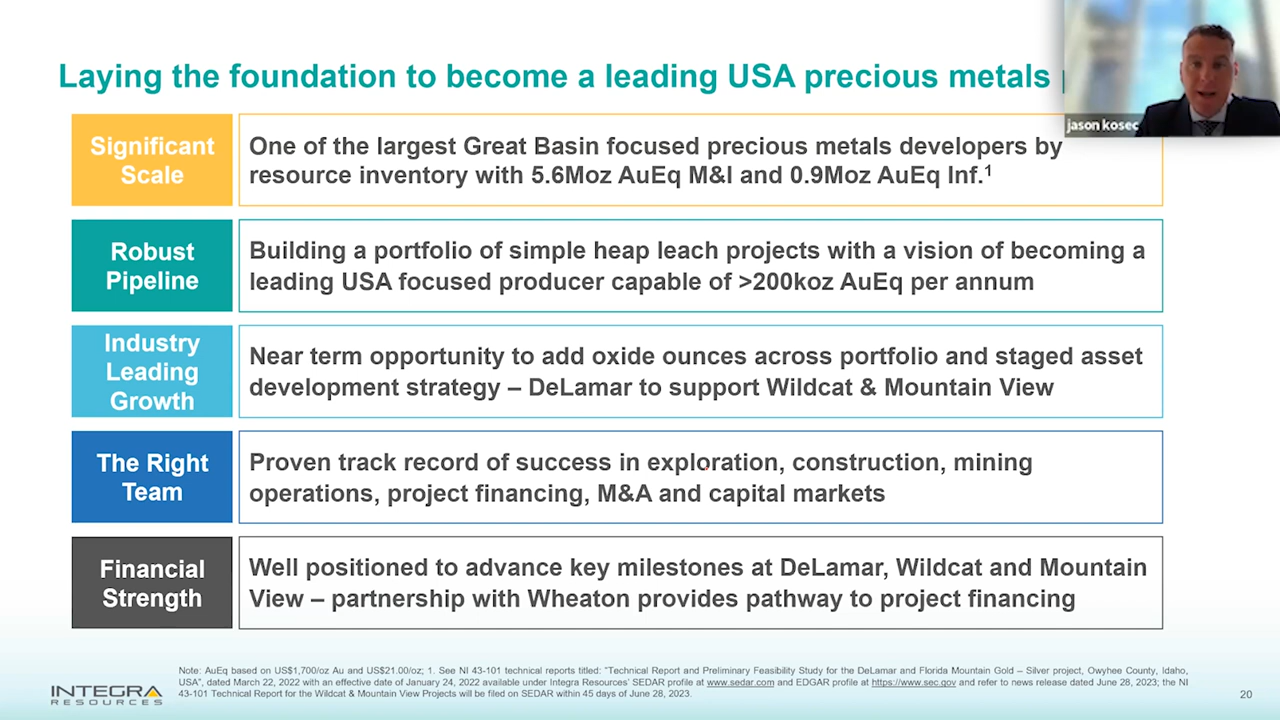 Laying the foundation to become a leading USA precious metals
jason kosec
Significant
Scale
One of the largest Great Basin focused precious metals developers by
resource inventory with 5.6Moz AuEq M&I and 0.9Moz AuEq Inf.1
Robust
Pipeline
Building a portfolio of simple heap leach projects with a vision of becoming a
leading USA focused producer capable of >200koz AuEq per annum
Industry
Leading
Growth
Near term opportunity to add oxide ounces across portfolio and staged asset
development strategy – DeLamar to support Wildcat & Mountain View
The Right
Team
Proven track record of success in exploration, construction, mining
operations, project financing, M&A and capital markets
Financial
Strength
Well positioned to advance key milestones at DeLamar, Wildcat and Mountain
View – partnership with Wheaton provides pathway to project financing
Note: AuEq based on US$1,700/oz Au and US$21.00/oz; 1. See NI 43-101 technical reports titled: “Technical Report and Preliminary Feasibility Study for the DeLamar and Florida Mountain Gold – Silver project, Owyhee County, Idaho,
USA”, dated March 22, 2022 with an effective date of January 24, 2022 available under Integra Resources’ SEDAR profile at www.sedar.com and EDGAR profile at https://www.sec.gov and refer to news release dated June 28, 2023; the NI
43-101 Technical Report for the Wildcat & Mountain View Projects will be filed on SEDAR within 45 days of June 28, 2023.
INTEGRA
RESOURCES
20